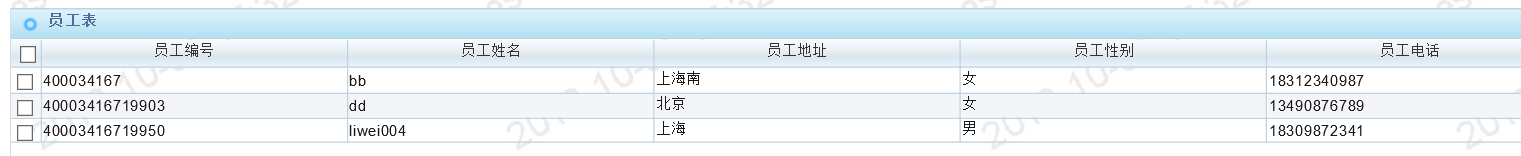 员工表
员工编号 员工姓名 员工地址 员工性别 员工电话
400034167 bb 上海南 女 18312340987
40003416719903 dd 北京 女 13490876789
40003416719950 liwei004 上海 男 18309872341